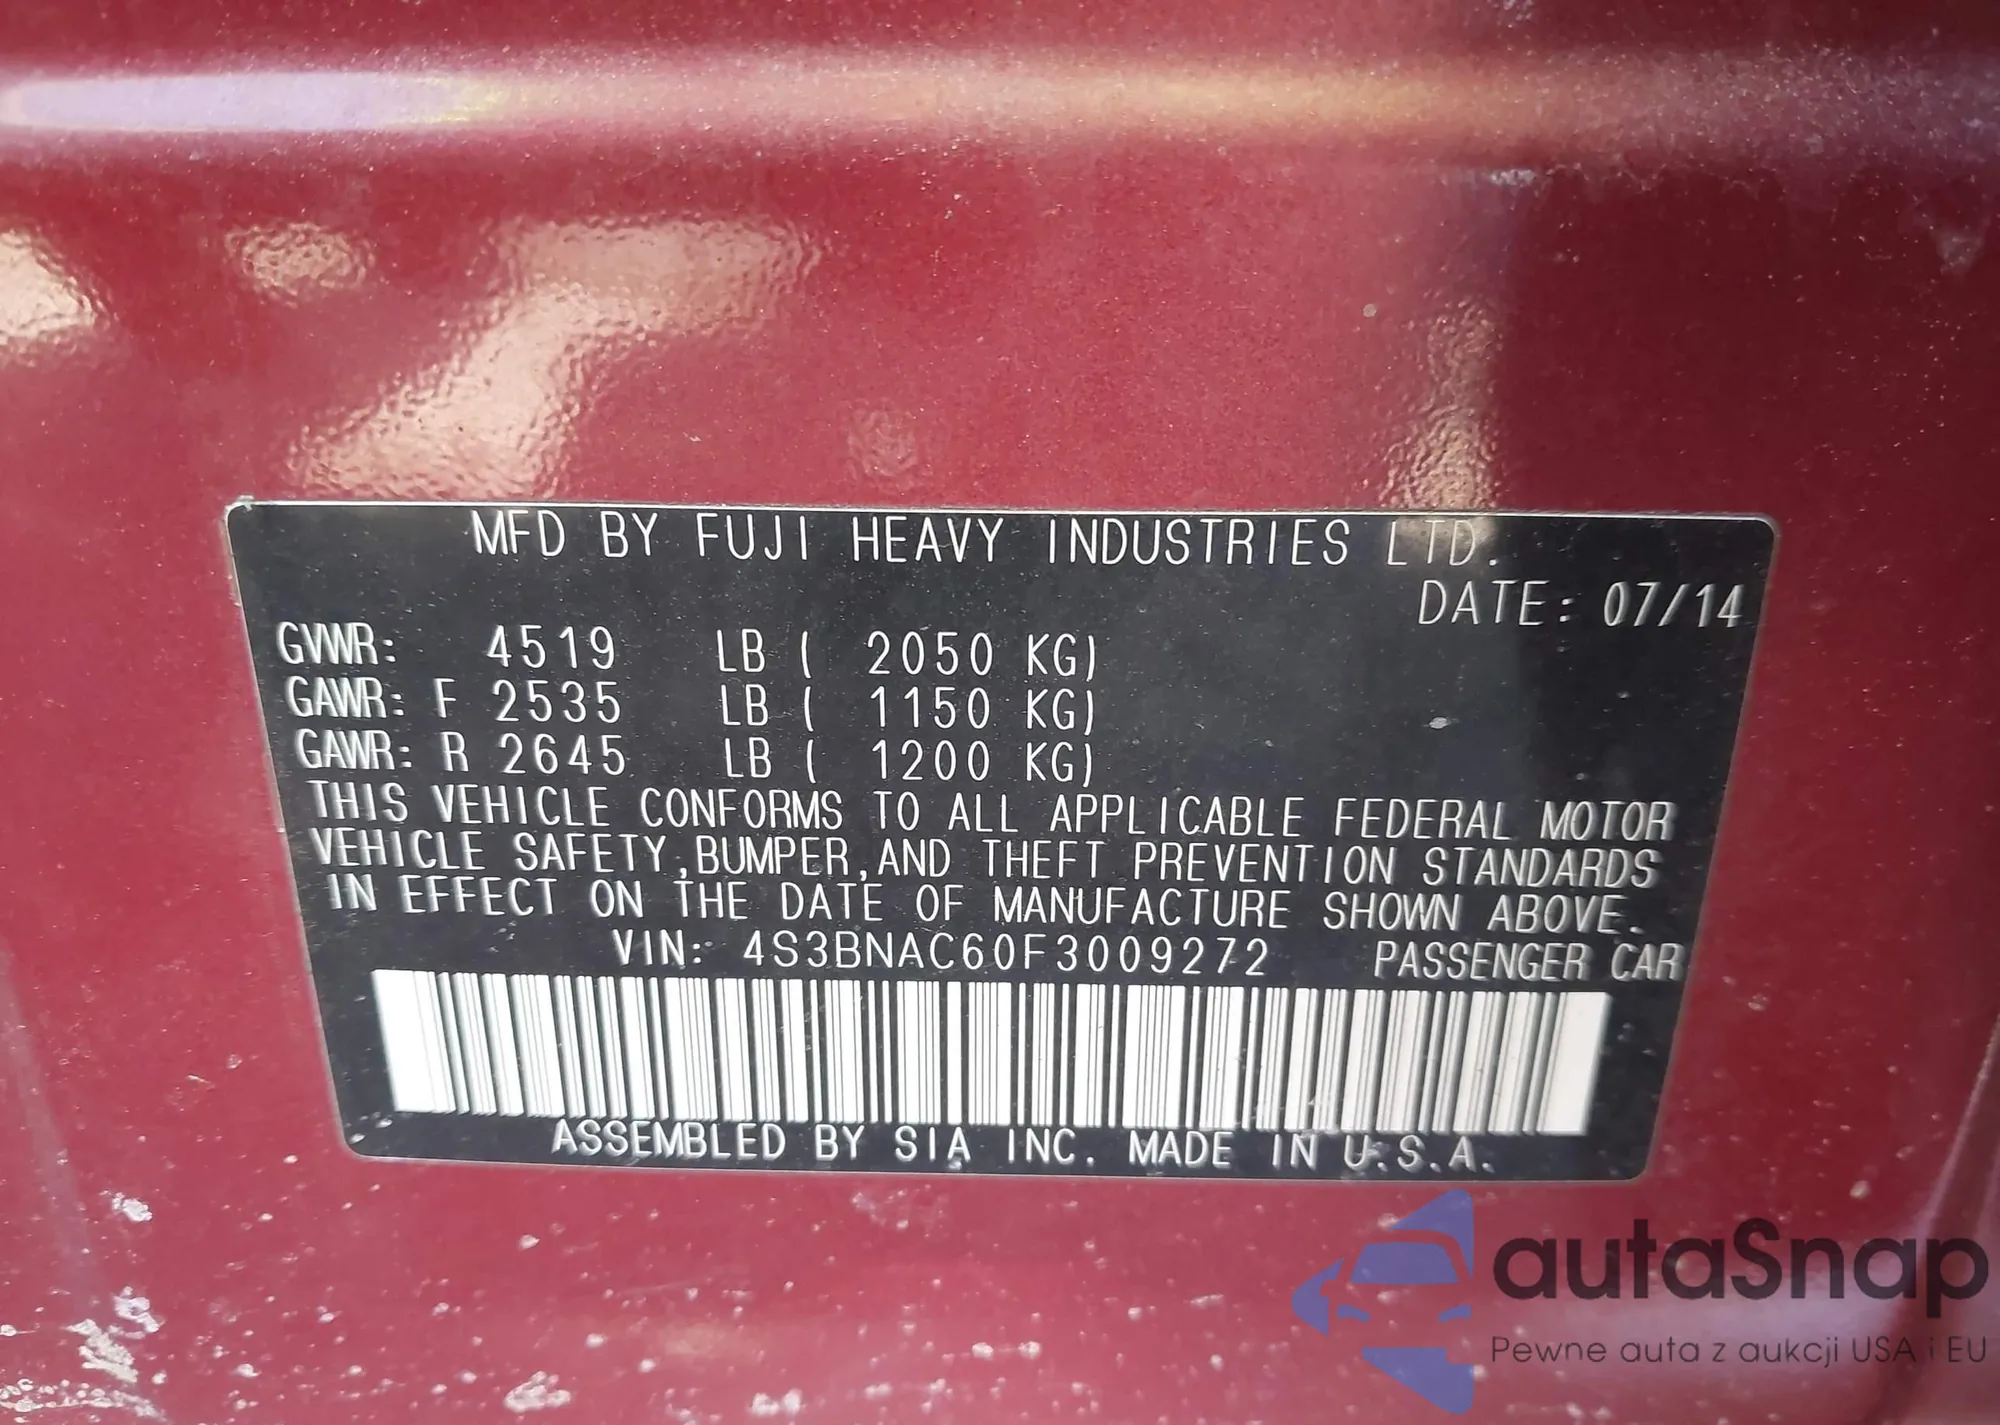 MFD BY FUJI HEAVY INDUSTRIES LTD.
DATE: 07/14
GVWR: 4519 LB ( 2050 KG)
GAWR: F 2535 LB ( 1150 KG)
GAWR: R 2645 LB ( 1200 KG)
THIS VEHICLE CONFORMS TO ALL APPLICABLE FEDERAL MOTOR
VEHICLE SAFETY,BUMPER,AND THEFT PREVENTION STANDARDS
IN EFFECT ON THE DATE OF MANUFACTURE SHOWN ABOVE.
VIN: 4S3BNAC60F3009272 PASSENGER CAR
ASSEMBLED BY SIA INC. MADE IN U.S.A.
autaSnap
Pewne auta z aukcji USA i EU